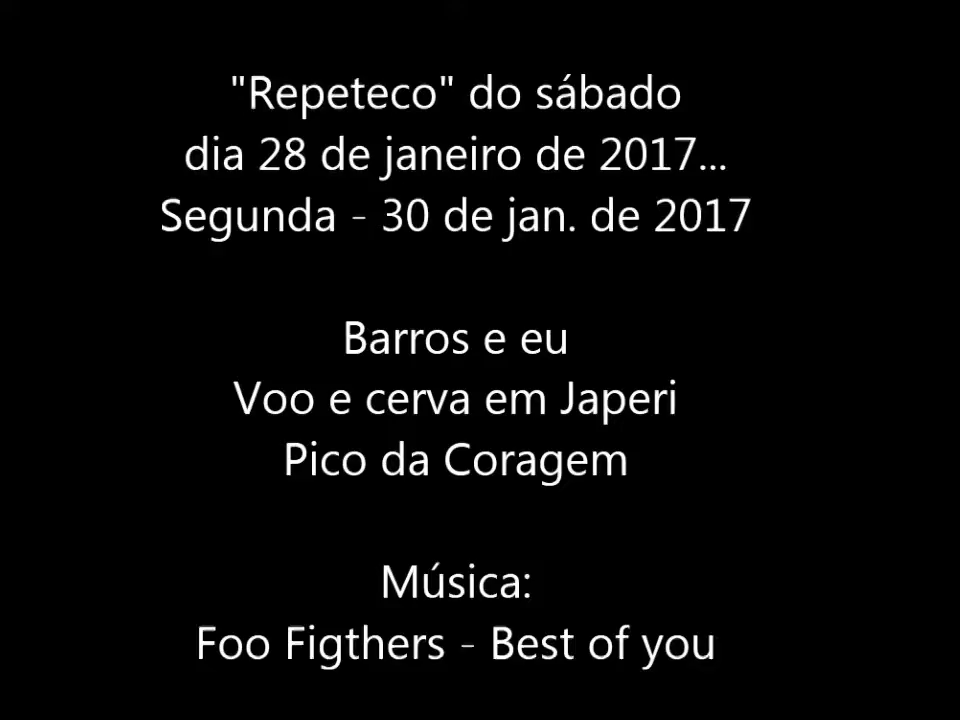 "Repeteco" do sábado
dia 28 de janeiro de 2017...
Segunda - 30 de jan. de 2017
Barros e eu
Voo e cerva em Japeri
Pico da Coragem
Música:
Foo Figthers - Best of you